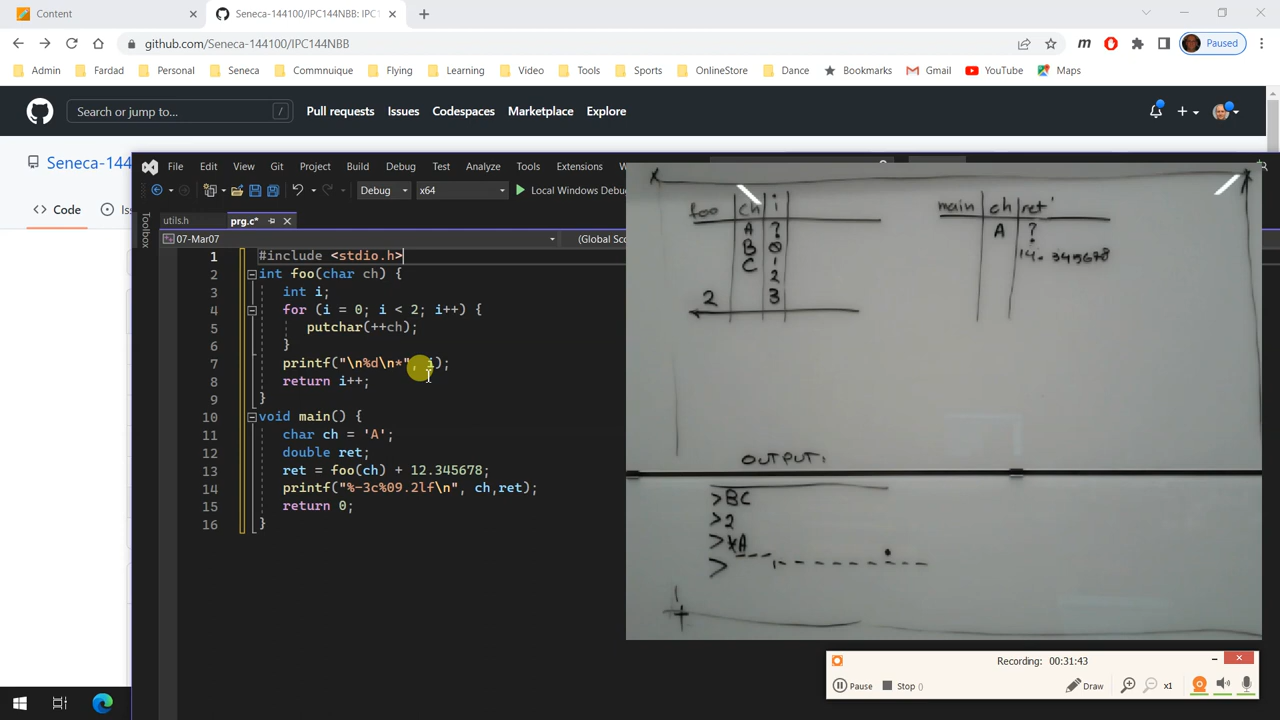 Content
Seneca-144100/IPC144NBB: IPC1
github.com/Seneca-144100/IPC144NBB
m
Paused
Admin Fardad Personal Seneca Commnuique Flying Learning Video Tools Sports OnlineStore Dance Bookmarks Gmail YouTube Maps
Search or jump to...
/
Pull requests Issues Codespaces Marketplace Explore
Seneca-144
Code
Iss
File Edit View Git Project Build Debug Test Analyze Tools Extensions W
Debug x64 Local Windows Debu
Toolbox
utils.h prg.c*
07-Mar07 (Global Sco
1 #include <stdio.h>
2 int foo(char ch) {
3 int i;
4 for (i = 0; i < 2; i++) {
5 putchar(++ch);
6 }
7 printf("\n%d\n*", i);
8 return i++;
9 }
10 void main() {
11 char ch = 'A';
12 double ret;
13 ret = foo(ch) + 12.345678;
14 printf("%-3c%09.2lf\n", ch,ret);
15 return 0;
16 }
foo ch i
A ?
B 0
C 1
2
2 3
main ch ret
A ?
14.345678
OUTPUT:
>BC
>2
>*A
>
Recording: 00:31:43
Pause Stop () Draw x1